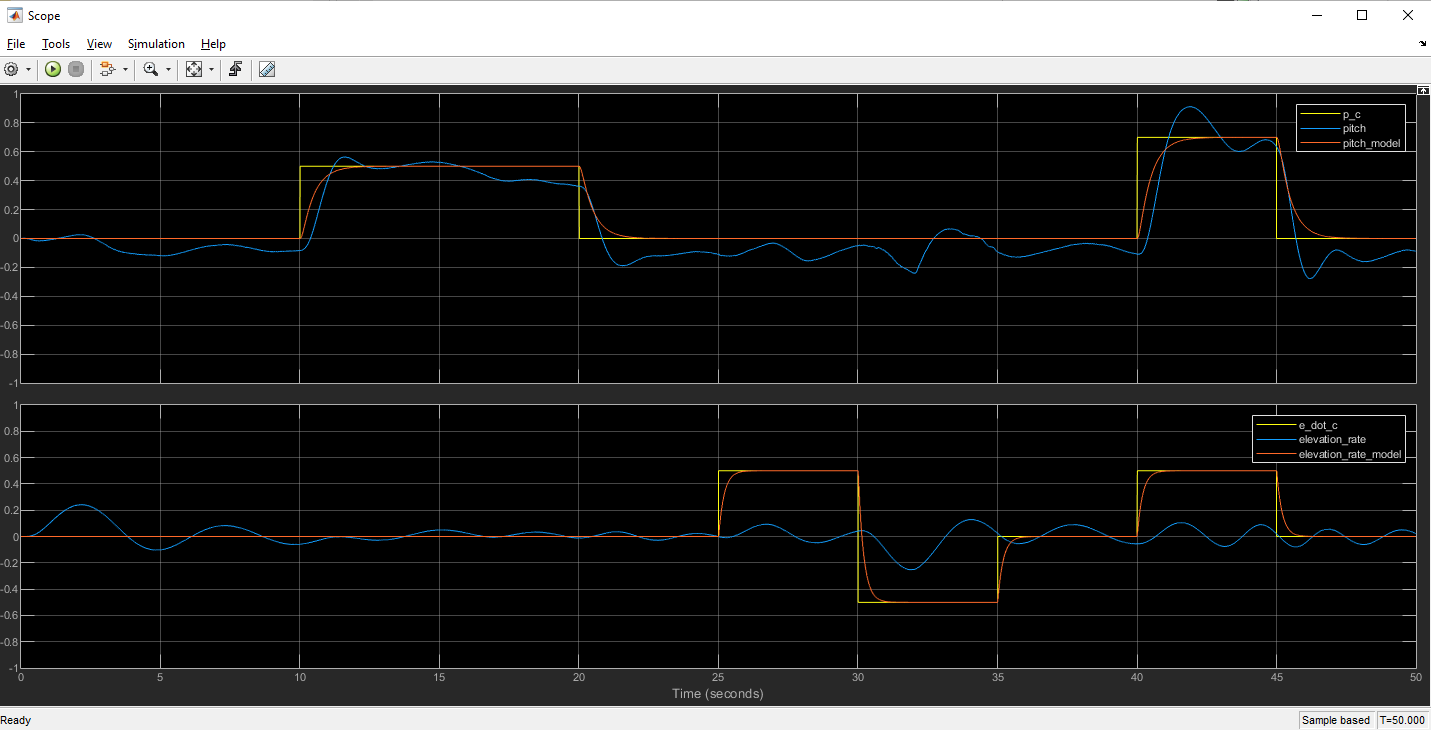 Scope
File Tools View Simulation Help
1
0.8
0.6
0.4
0.2
0
-0.2
-0.4
-0.6
-0.8
-1
p_c
pitch
pitch_model
1
0.8
0.6
0.4
0.2
0
-0.2
-0.4
-0.6
-0.8
-1
e_dot_c
elevation_rate
elevation_rate_model
0 5 10 15 20 25 30 35 40 45 50
Time (seconds)
Ready Sample based T=50.000